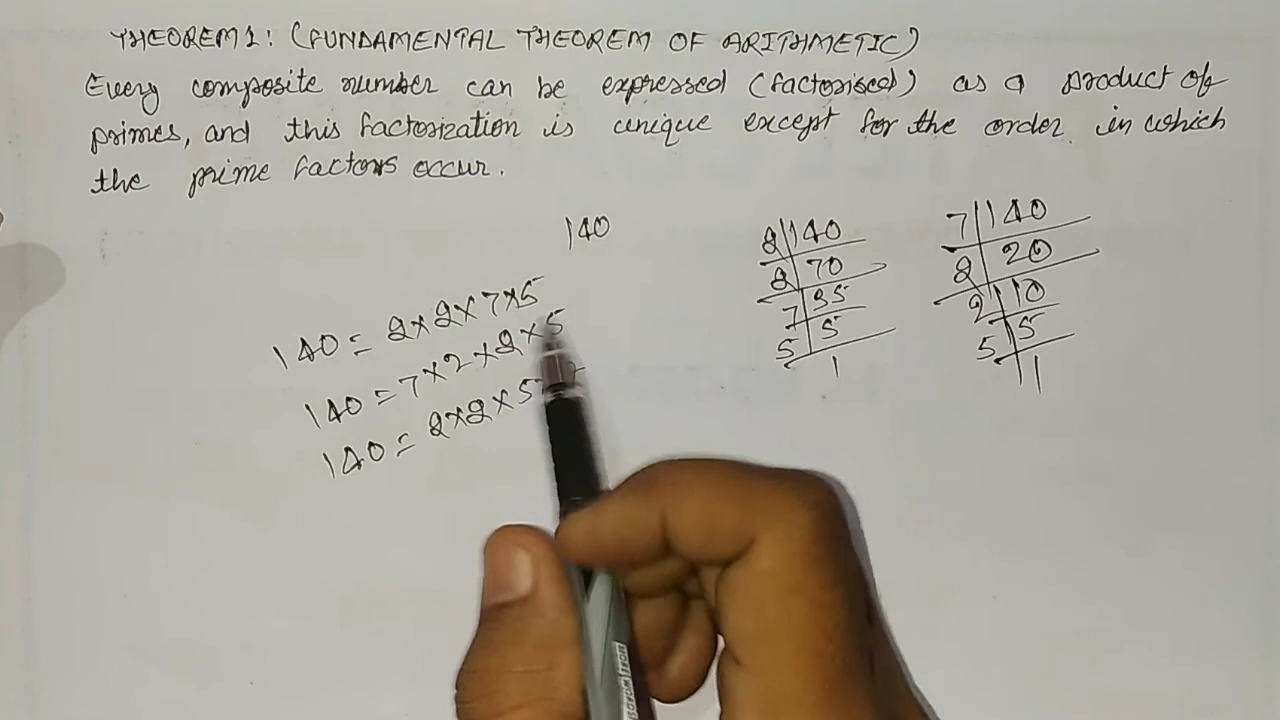 THEOREM 1: (FUNDAMENTAL THEOREM OF ARITHMETIC)
Every composite number can be expressed (factorised) as a product of
primes, and this factorization is unique except for the order in which
the prime factors occur.
140
140 = 2×2×7×5
140 = 7×2×2×5
140 = 2×2×5
2 | 140
2 | 70
7 | 35
5 | 5
1
7 | 140
2 | 20
2 | 10
5 | 5
1